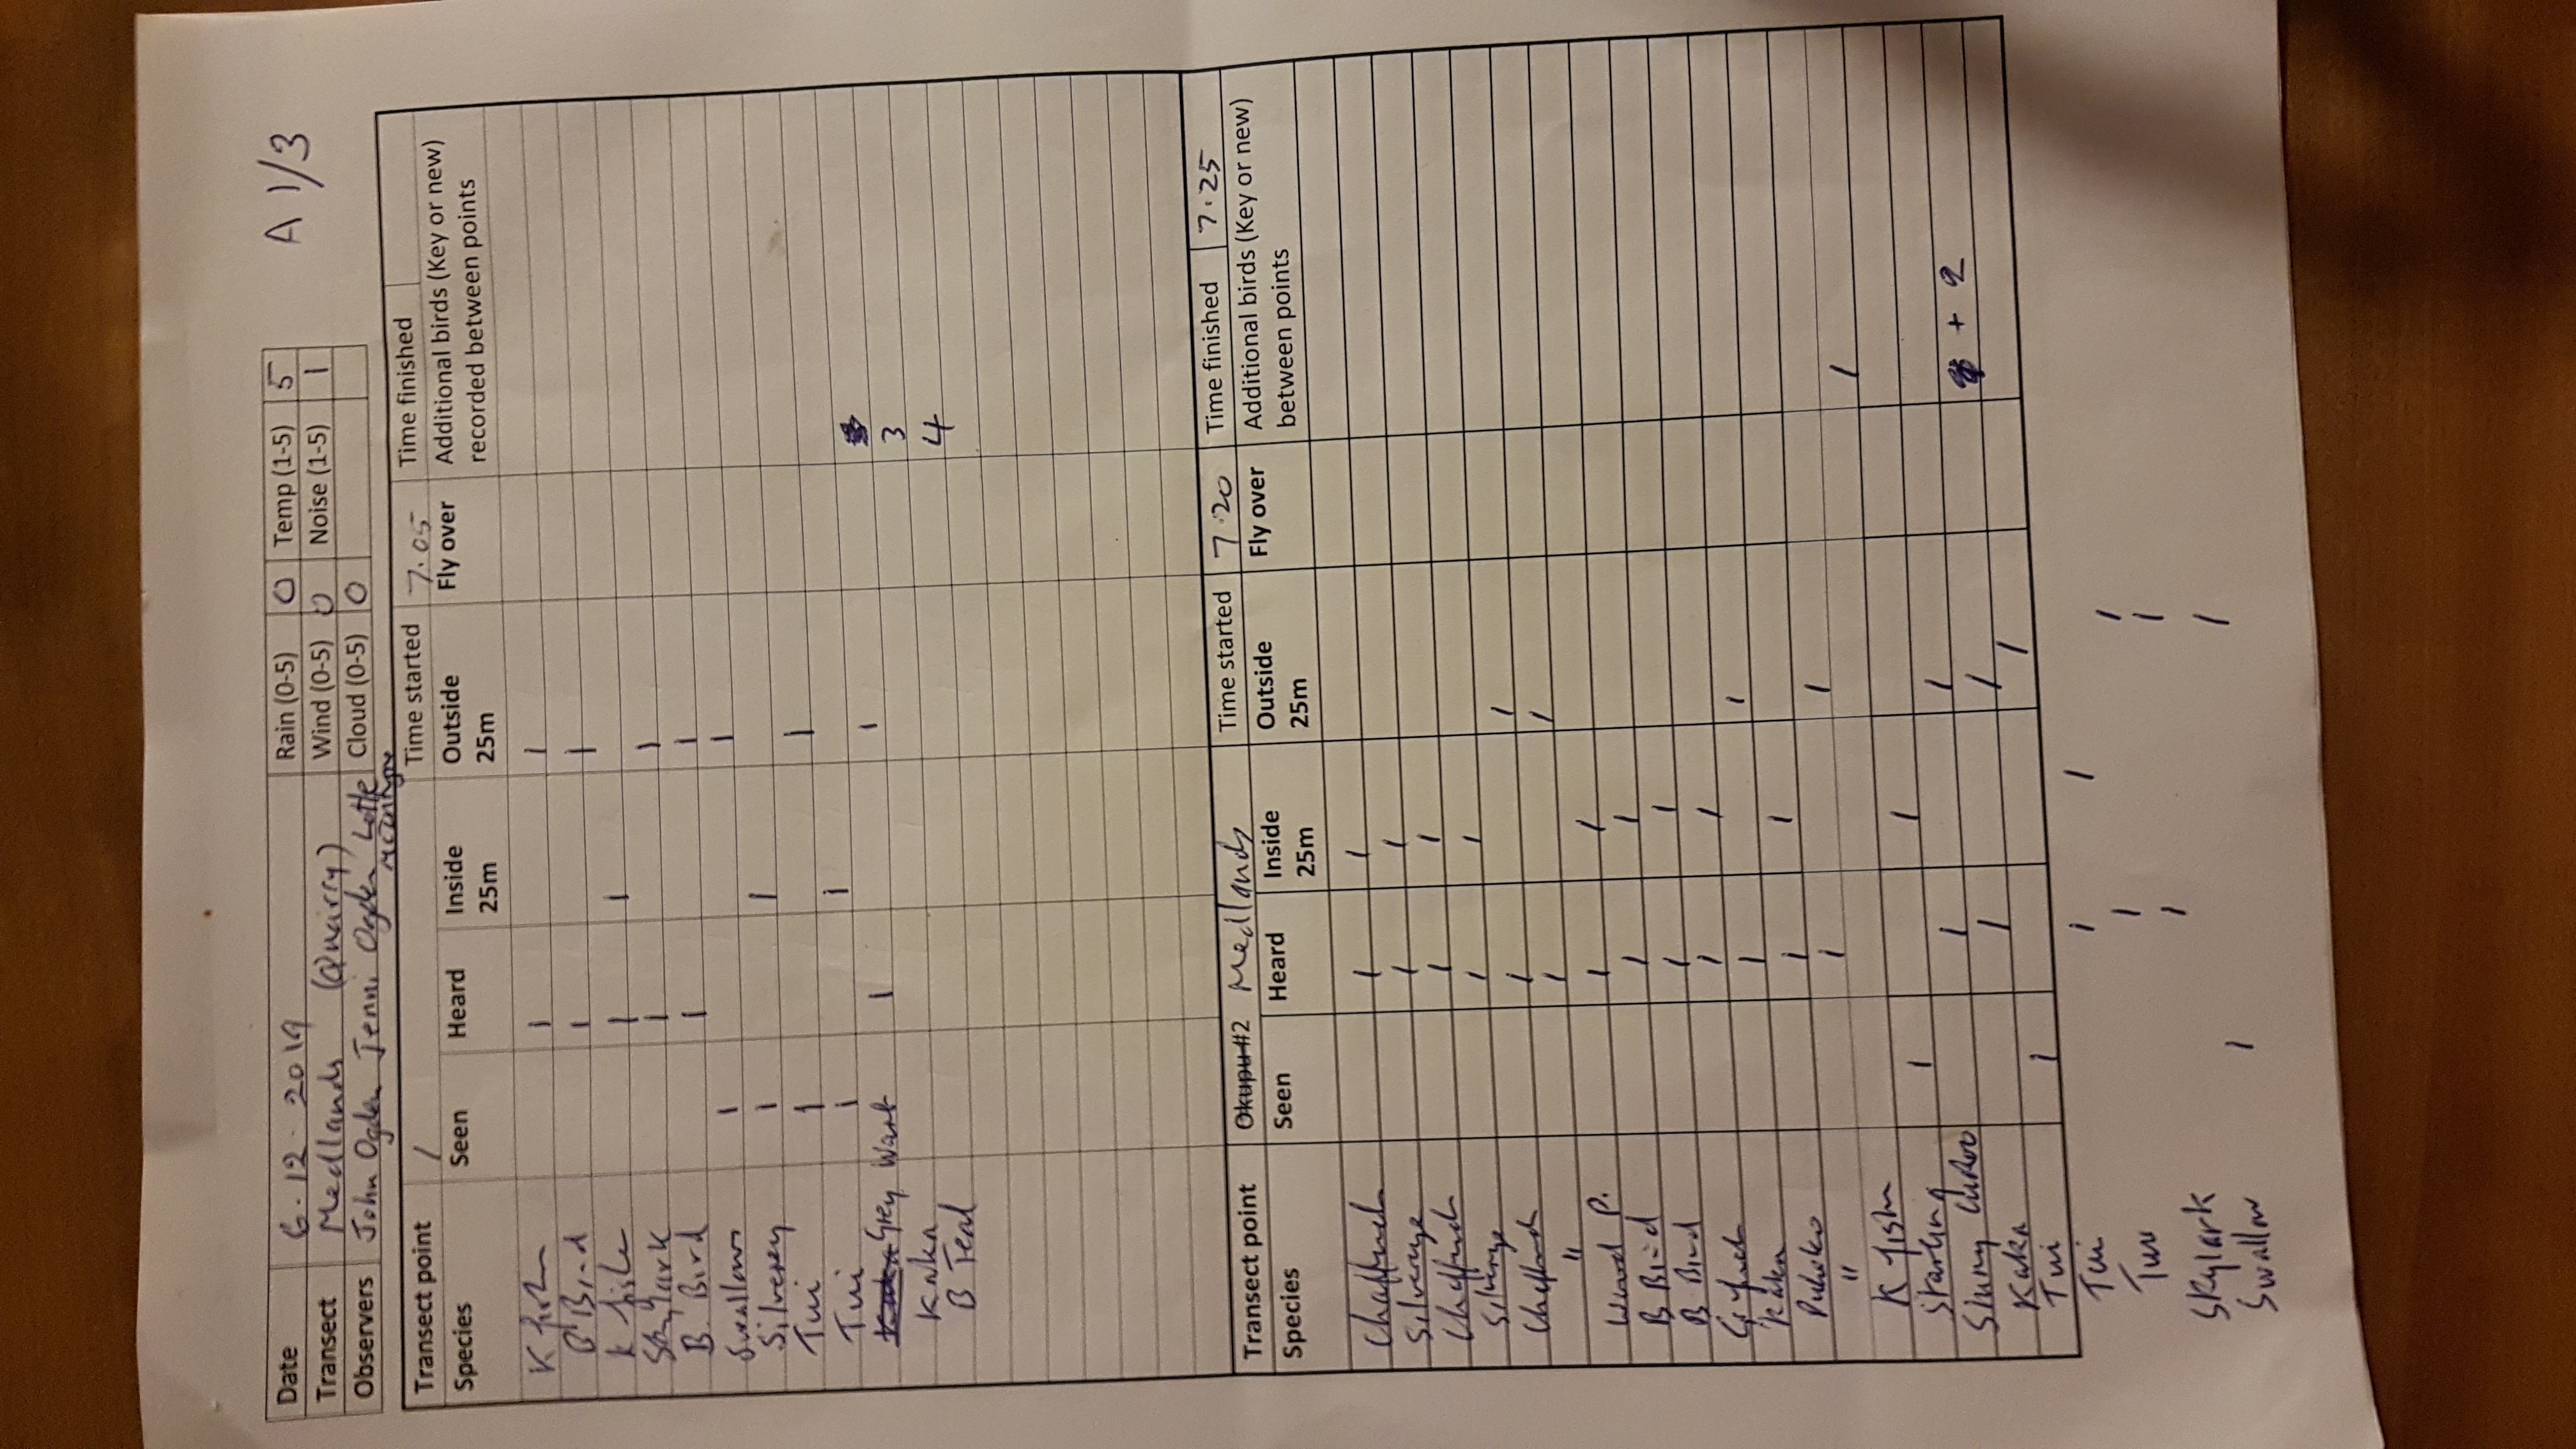 A 1/3
Date 6.12.2019 Rain (0-5) 0 Temp (1-5) 5
Transect Medlands (Quarry) Wind (0-5) 0 Noise (1-5) 1
Observers John Ogden Jenni Ogden Lotte Cloud (0-5) 0
McIntyre
Transect point 1 Time started 7.05 Time finished
Species Seen Heard Inside 25m Outside 25m Fly over Additional birds (Key or new) recorded between points
K fisher 1 1
B Bird 1 1
K fisher 1 1
Skylark 1 1
B. Bird 1 1
Swallows 1 1
Silverey 1 1
Tui 1 1
Tui 1 1
Grey Warb 1 1
Kaka 3
B Teal 4
Transect point Okupu #2 Medlands Time started 7.20 Time finished 7.25
Species Seen Heard Inside 25m Outside 25m Fly over Additional birds (Key or new) between points
Chaffinch 1 1
Silvereye 1 1
Chaffinch 1 1
Silvereye 1 1
Chaffinch 1 1
" 1 1
Wood P. 1 1
B Bird 1 1
B Bird 1 1
G finch 1 1
Kaka 1 1
Pukeko 1 1
" 1 1
K fisher 1
Starling 1 1
Shiny Cukoo 1 1
Kaka 1 1 + 2
Tui 1 1
Tui 1 1
Tui 1 1
Skylark 1 1
Swallow 1 1